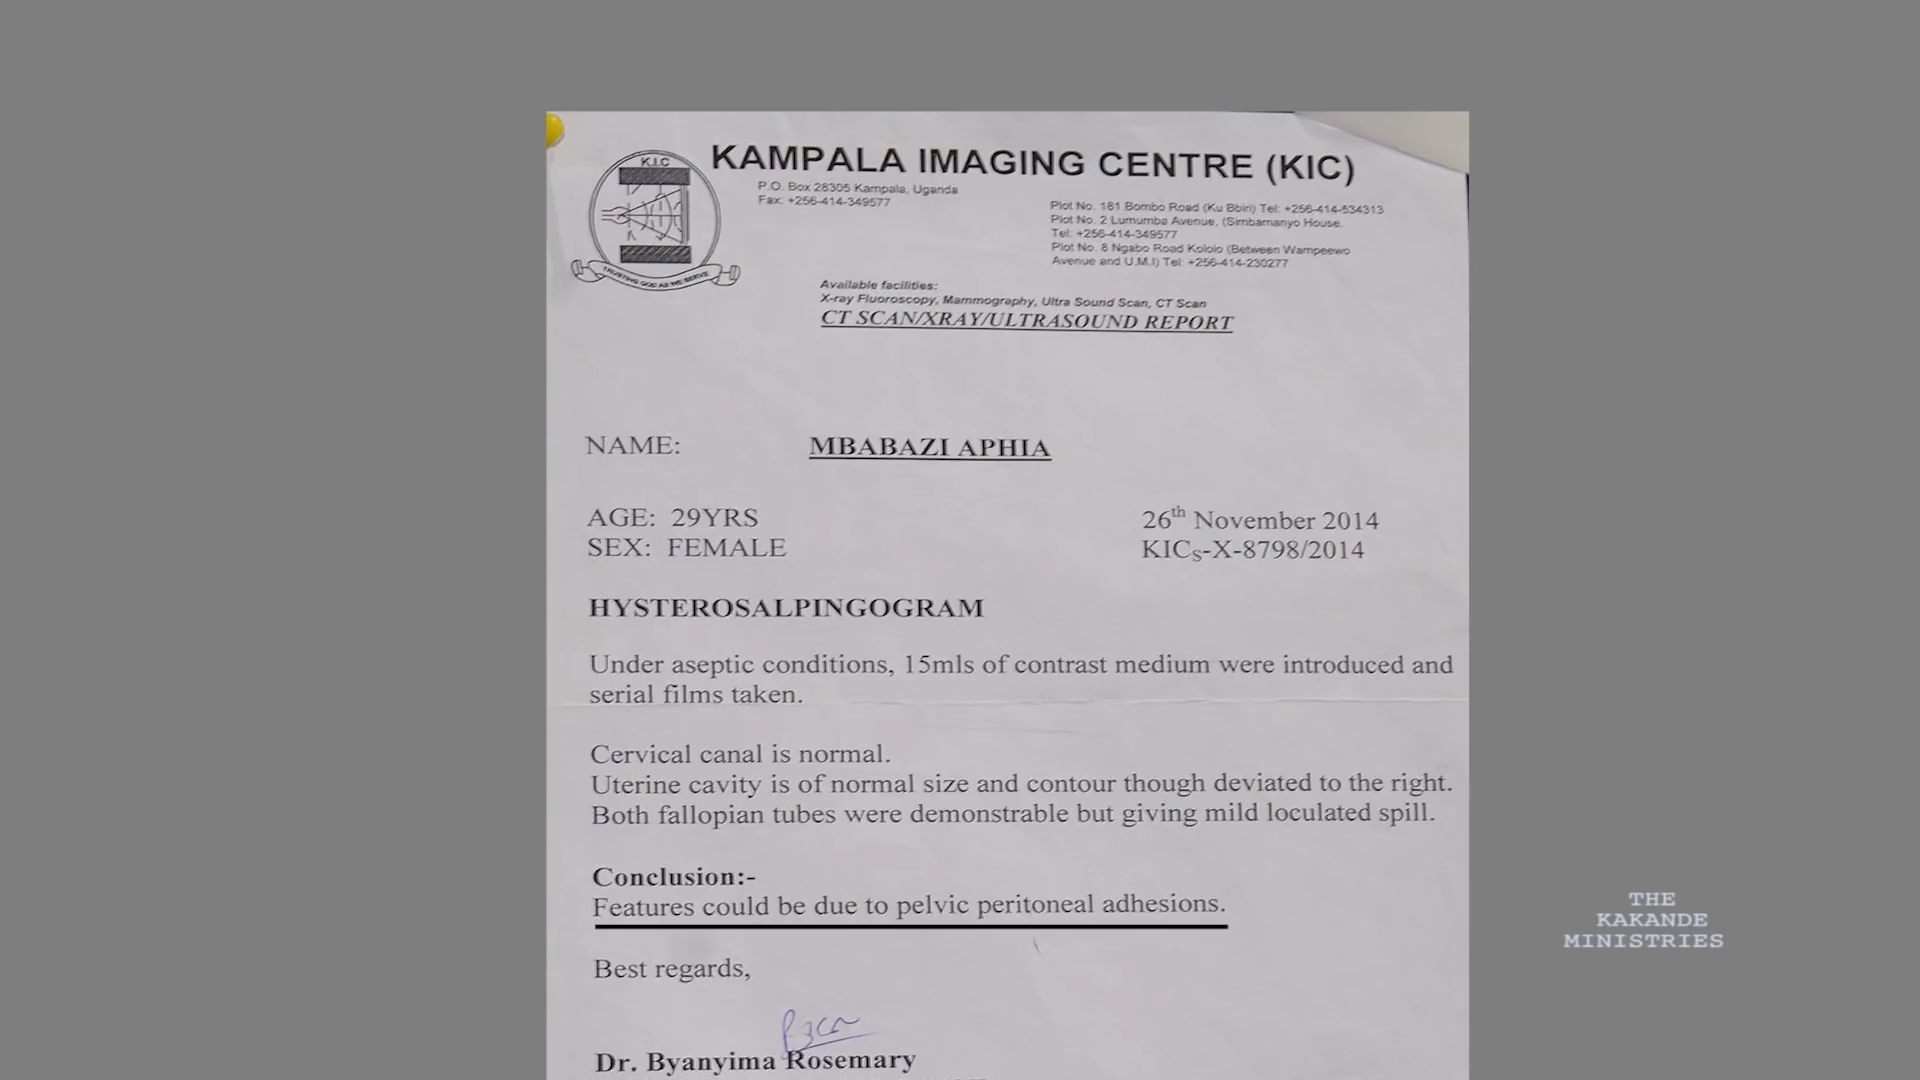 KAMPALA IMAGING CENTRE (KIC)
K.I.C
TRUSTING GOD AS WE SERVE
P.O. Box 28305 Kampala, Uganda
Fax: +256-414-349577
Plot No. 181 Bombo Road (Ku Bbiri) Tel: +256-414-534313
Plot No. 2 Lumumba Avenue, (Simbamanyo House.
Tel: +256-414-349577
Plot No. 8 Ngabo Road Kololo (Between Wampeewo
Avenue and U.M.I) Tel: +256-414-230277
Available facilities:
X-ray Fluoroscopy, Mammography, Ultra Sound Scan, CT Scan
CT SCAN/XRAY/ULTRASOUND REPORT
NAME: MBABAZI APHIA
AGE: 29YRS 26th November 2014
SEX: FEMALE KICs-X-8798/2014
HYSTEROSALPINGOGRAM
Under aseptic conditions, 15mls of contrast medium were introduced and
serial films taken.
Cervical canal is normal.
Uterine cavity is of normal size and contour though deviated to the right.
Both fallopian tubes were demonstrable but giving mild loculated spill.
Conclusion:-
Features could be due to pelvic peritoneal adhesions.
Best regards,
Dr. Byanyima Rosemary
THE
KAKANDE
MINISTRIES